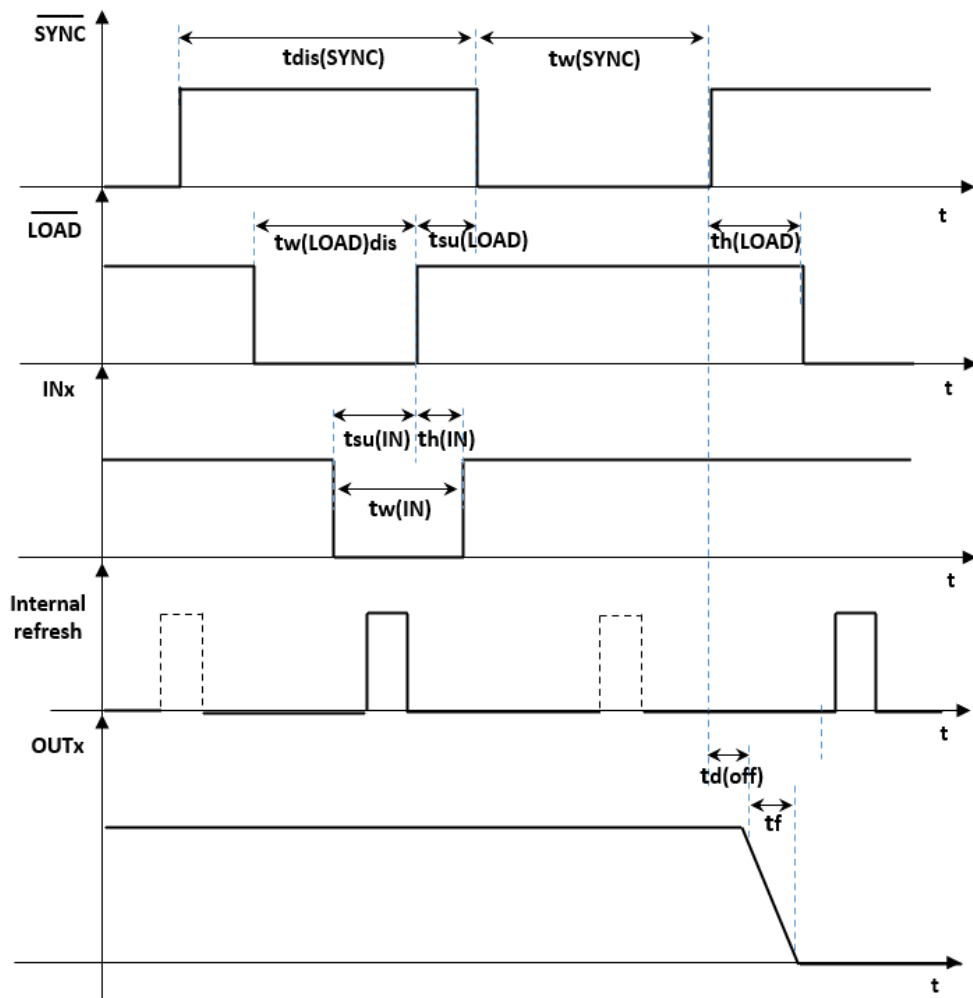 SYNC
tdis(SYNC) tw(SYNC)
t
LOAD
tw(LOAD)dis tsu(LOAD) th(LOAD)
t
INx
tsu(IN) th(IN)
tw(IN)
t
Internal
refresh
t
OUTx
td(off)
tf
t